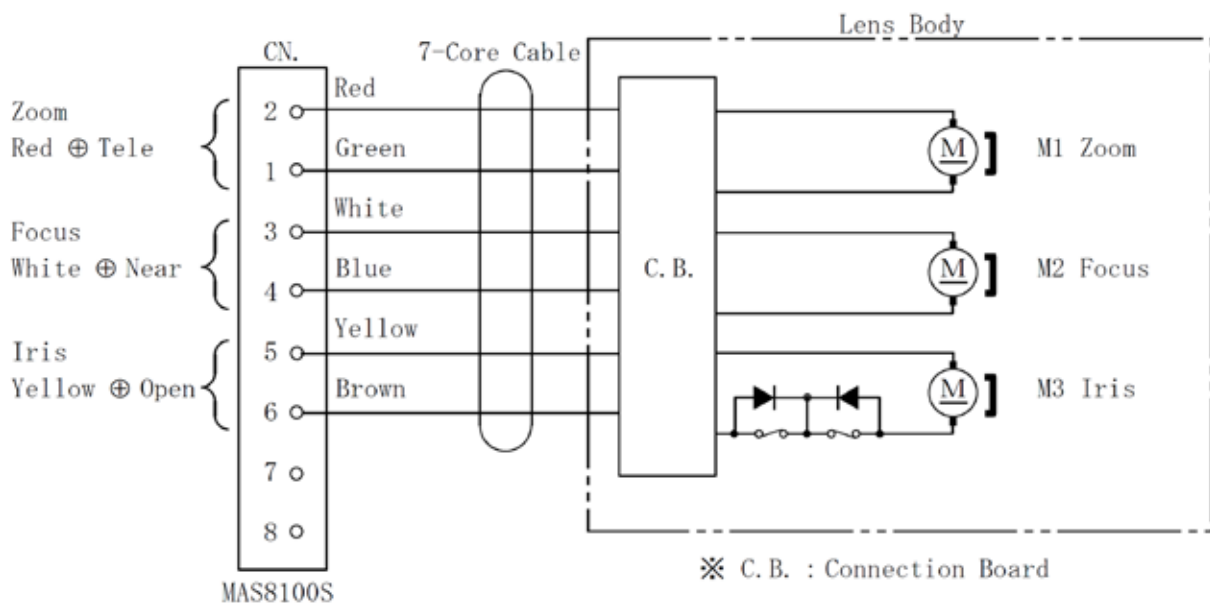 Lens Body
CN.
7-Core Cable
Zoom
Red ⊕ Tele
2
Red
1
Green
M
M1 Zoom
Focus
White ⊕ Near
3
White
4
Blue
C. B.
M
M2 Focus
Iris
Yellow ⊕ Open
5
Yellow
6
Brown
M
M3 Iris
7
8
MAS8100S
※ C.B. : Connection Board